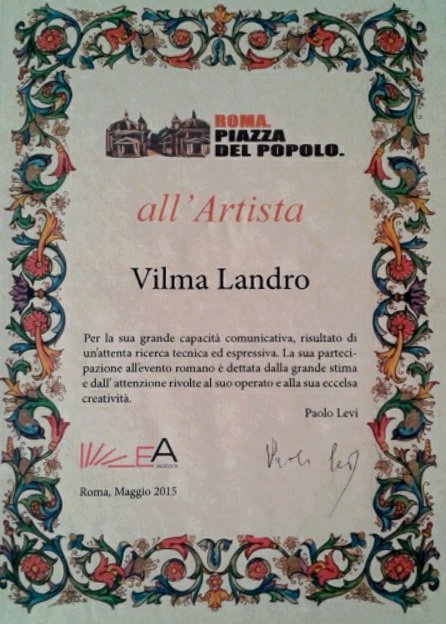 ROMA.
PIAZZA
DEL POPOLO.
all'Artista
Vilma Landro
Per la sua grande capacità comunicativa, risultato di
un'attenta ricerca tecnica ed espressiva. La sua parteci-
pazione all'evento romano è dettata dalla grande stima
e dall' attenzione rivolte al suo operato e alla sua eccelsa
creatività.
Paolo Levi
EA
Roma, Maggio 2015